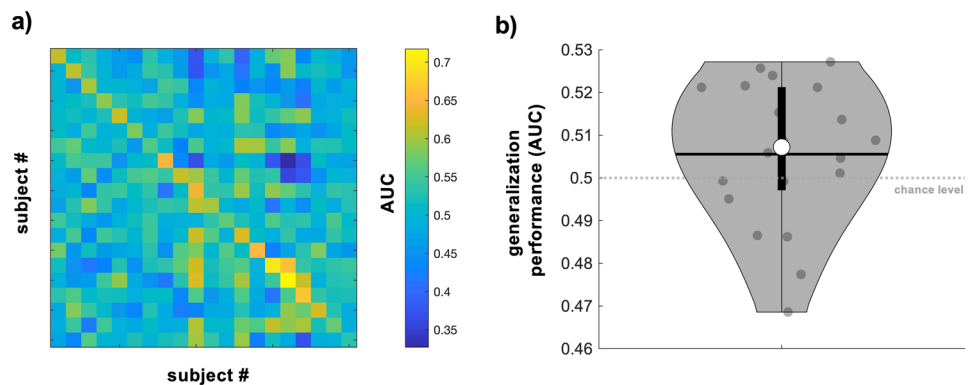 a)
subject #
subject #
0.7
0.65
0.6
0.55
0.5
0.45
0.4
0.35
AUC
b)
generalization
performance (AUC)
0.53
0.52
0.51
0.5
0.49
0.48
0.47
0.46
chance level